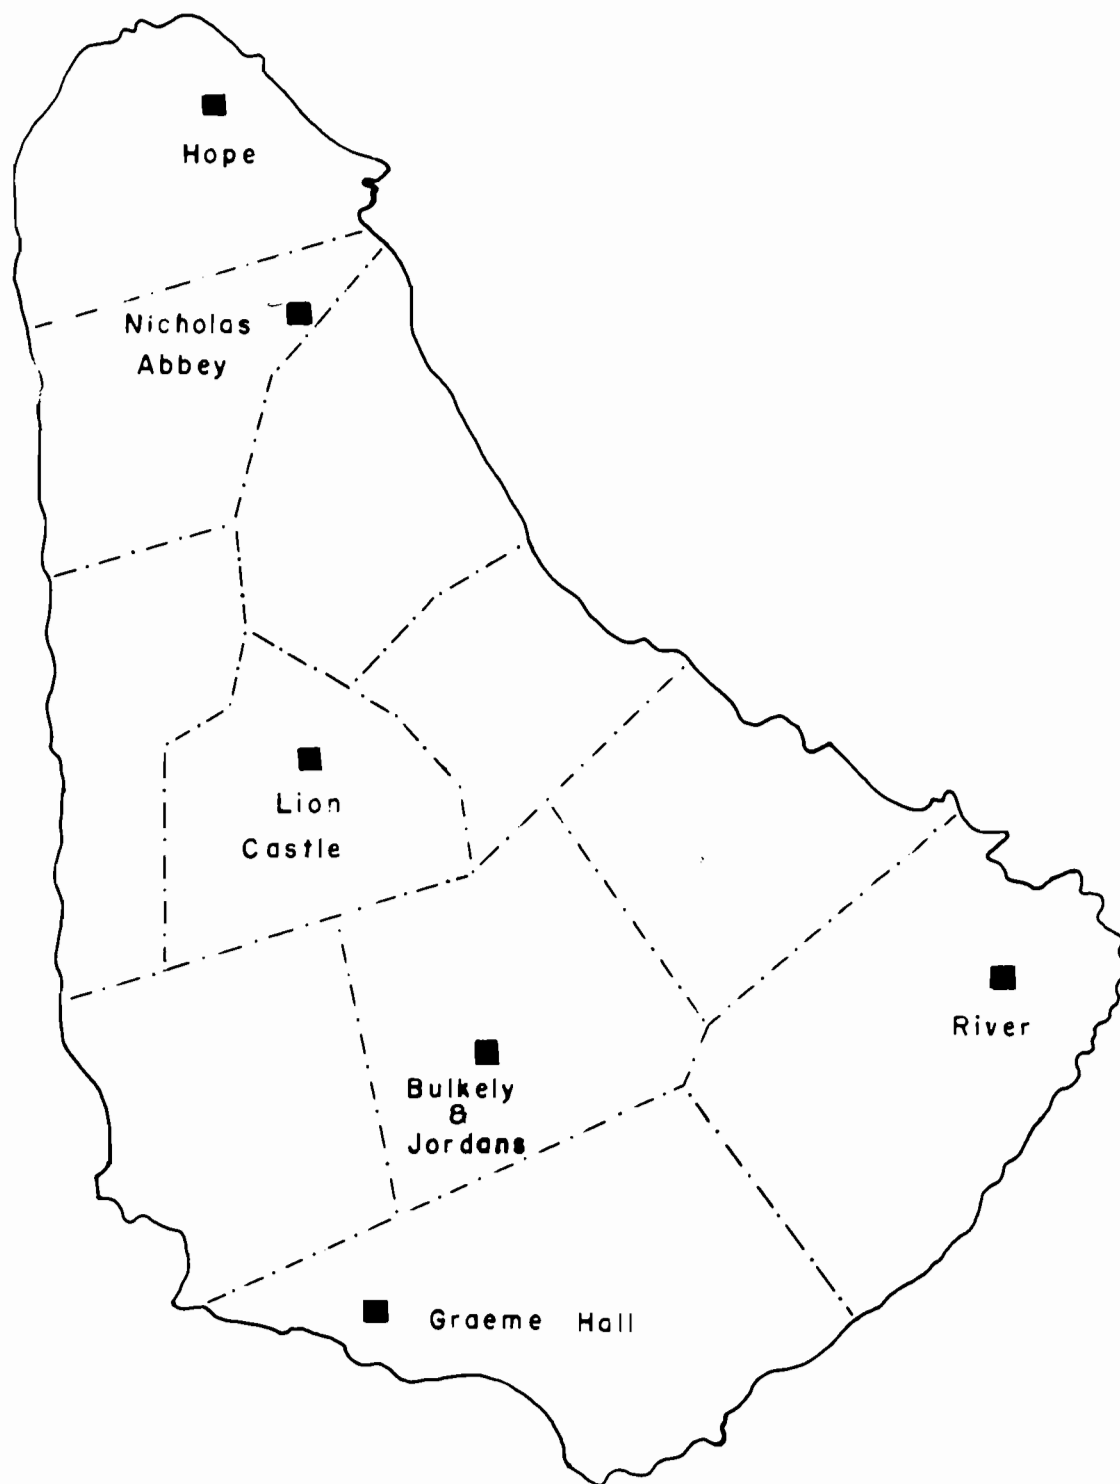 Hope
Nicholas
Abbey
Lion
Castle
River
Bulkely
&
Jordans
Graeme Hall